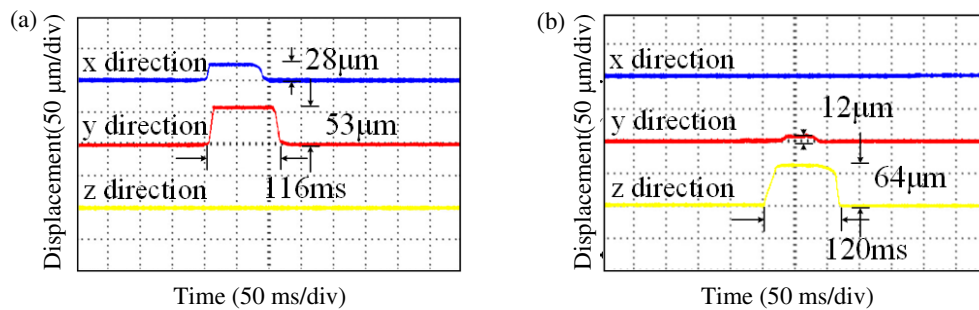 (a)
Displacement(50 μm/div)
x direction
28μm
y direction
53μm
116ms
z direction
Time (50 ms/div)
(b)
Displacement(50 μm/div)
x direction
12μm
y direction
z direction
64μm
120ms
Time (50 ms/div)